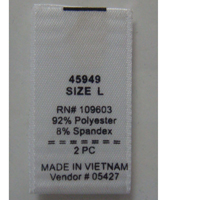 45949
SIZE L
RN# 109603
92% Polyester
8% Spandex
2 PC
MADE IN VIETNAM
Vendor # 05427